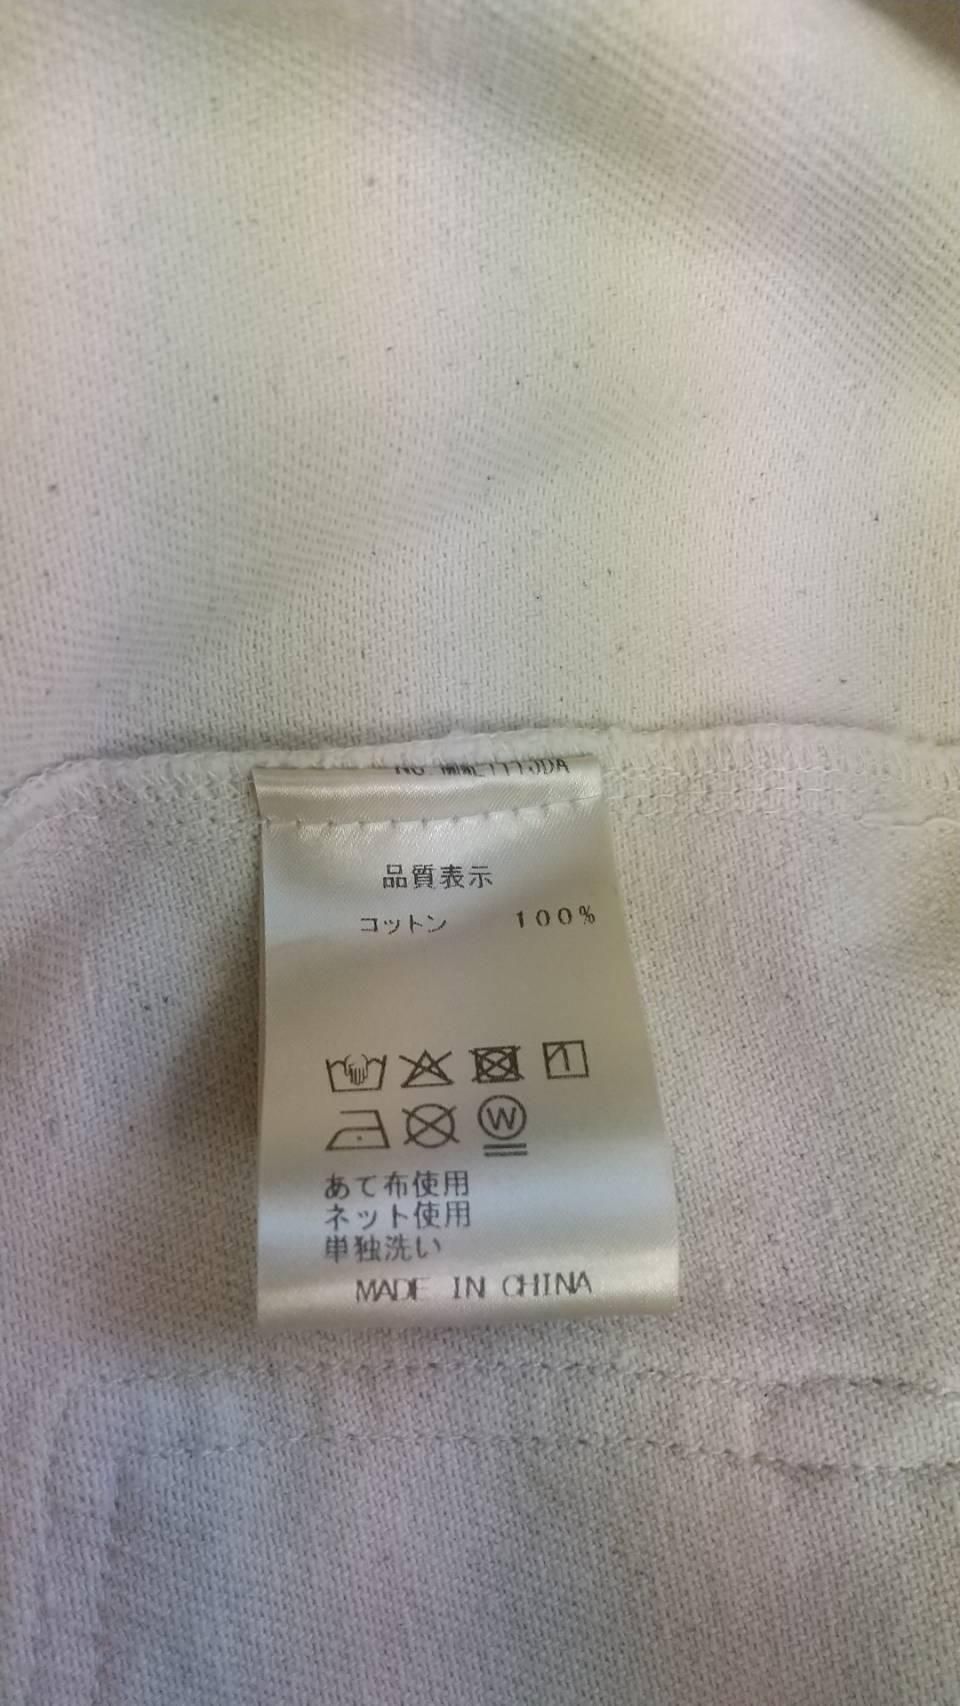 品質表示
コットン 100%
W
あて布使用
ネット使用
単独洗い
MADE IN CHINA